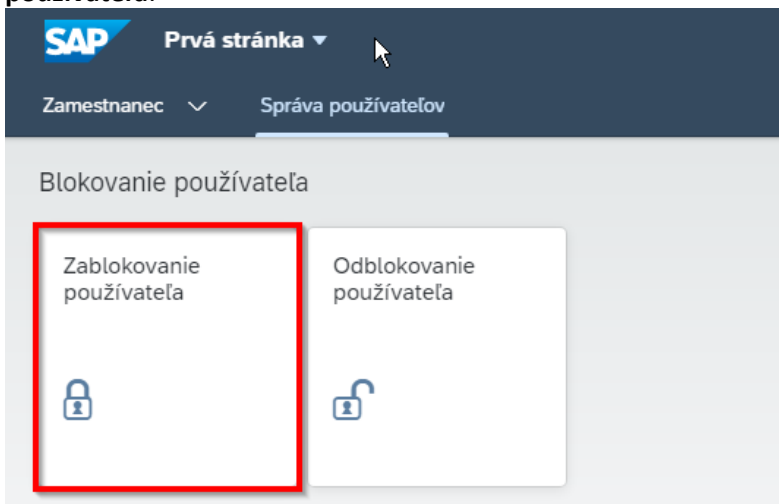 SAP Prvá stránka
Zamestnanec Správa používateľov
Blokovanie používateľa
Zablokovanie
používateľa
Odblokovanie
používateľa